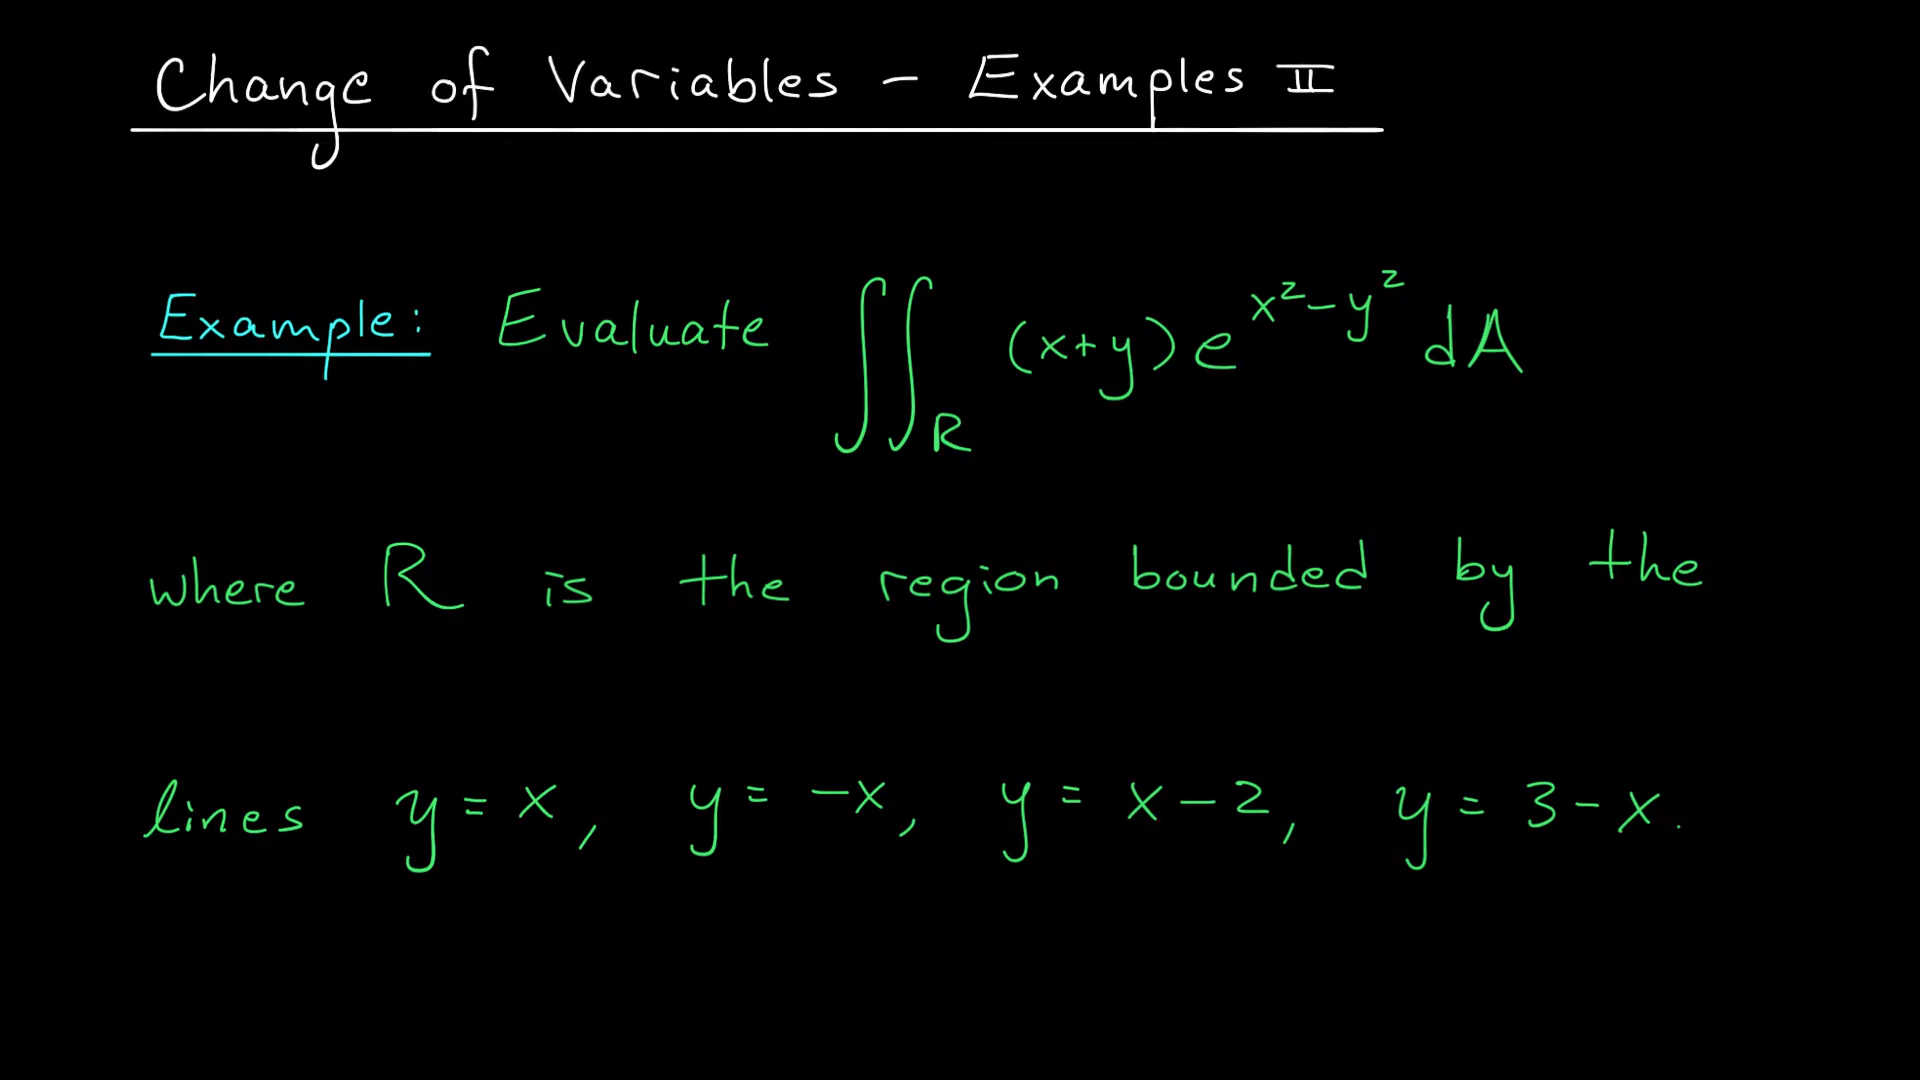 Change of Variables - Examples II
Example: Evaluate ∬_R (x+y) e^{x²-y²} dA
where R is the region bounded by the
lines y = x, y = -x, y = x - 2, y = 3 - x.